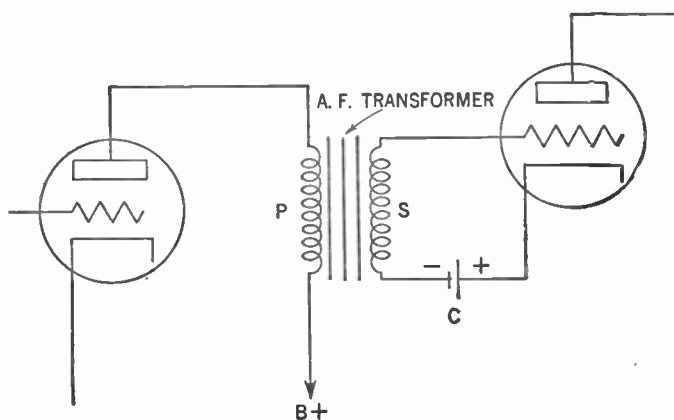 A. F. TRANSFORMER
P
S
− +
C
B+